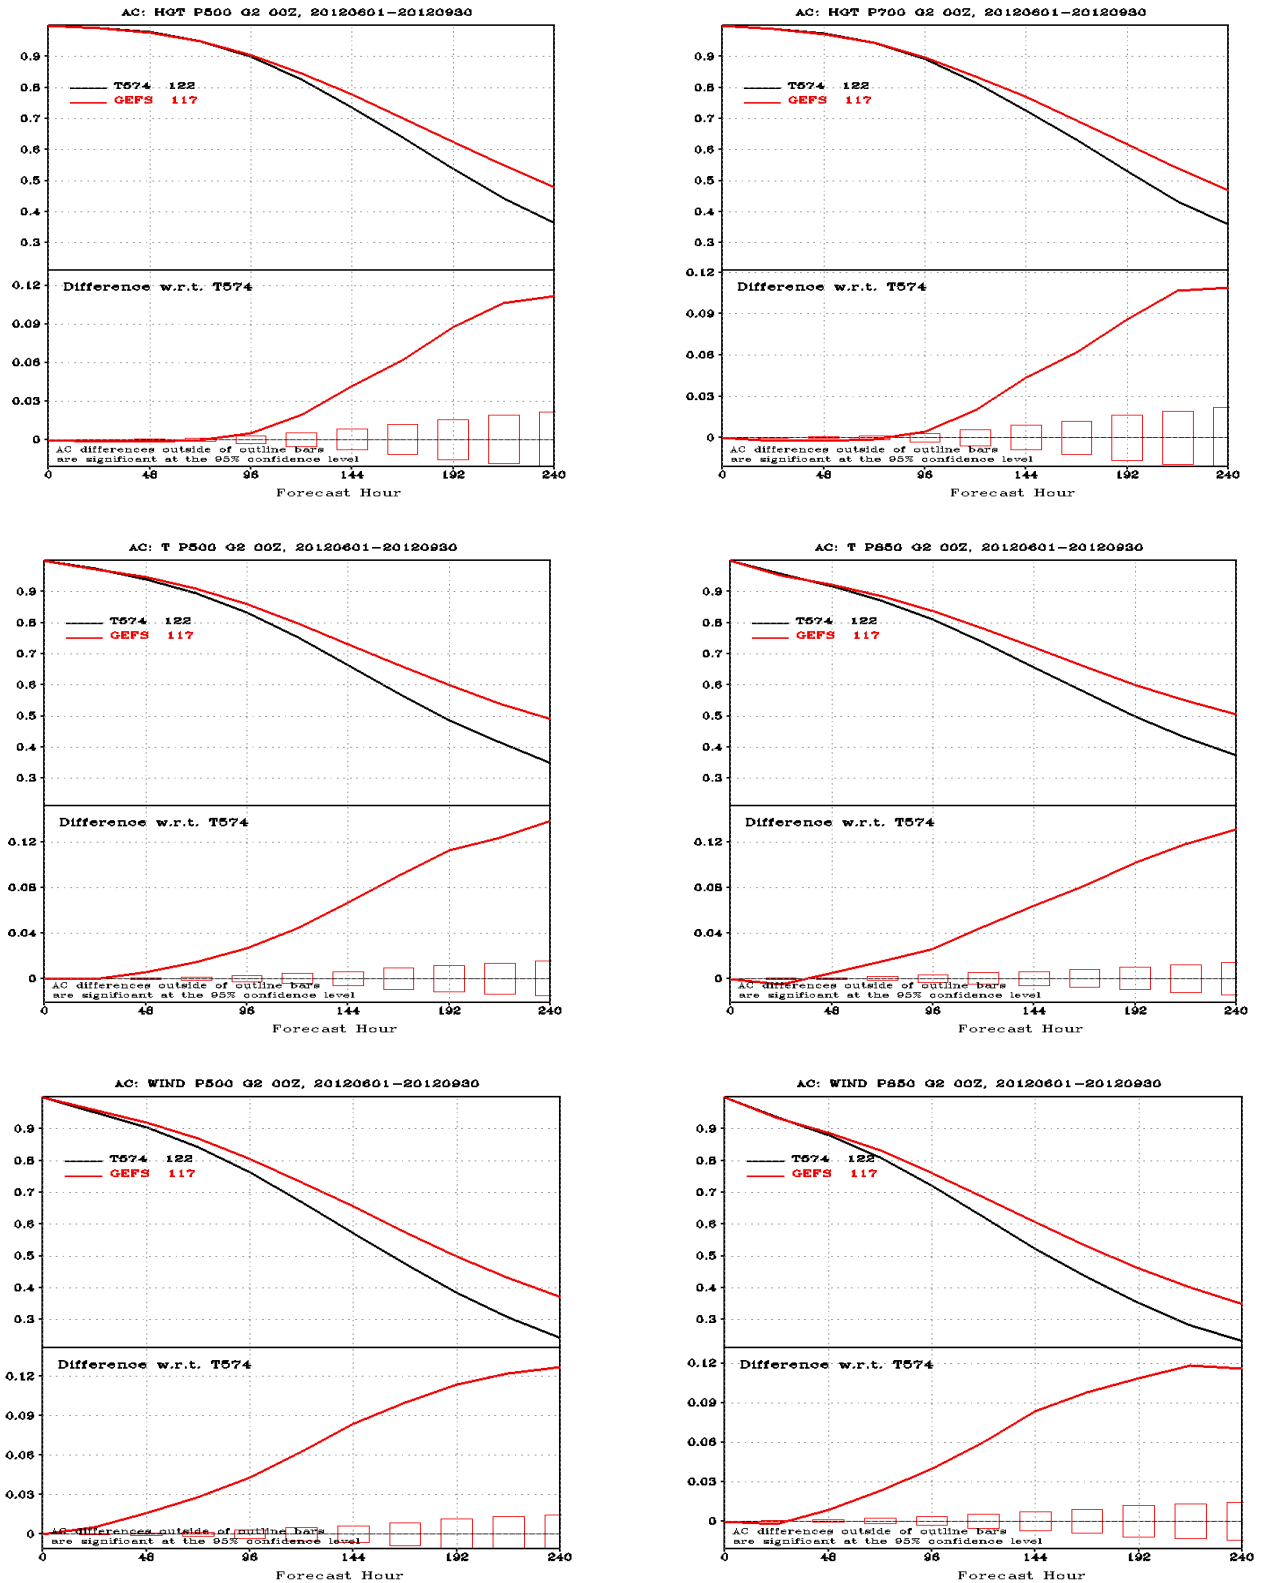 AC: HGT P500 G2 00Z, 20120601-20120930
0.9
0.8
0.7
0.6
0.5
0.4
0.3
T574 122
GEFS 117
Difference w.r.t. T574
0.12
0.09
0.06
0.03
0
AC differences outside of outline bars
are significant at the 95% confidence level
0 48 96 144 192 240
Forecast Hour
AC: HGT P700 G2 00Z, 20120601-20120930
0.9
0.8
0.7
0.6
0.5
0.4
0.3
T574 122
GEFS 117
0.12
Difference w.r.t. T574
0.09
0.06
0.03
0
AC differences outside of outline bars
are significant at the 95% confidence level
0 48 96 144 192 240
Forecast Hour
AC: T P500 G2 00Z, 20120601-20120930
0.9
0.8
0.7
0.6
0.5
0.4
0.3
T574 122
GEFS 117
Difference w.r.t. T574
0.12
0.08
0.04
0
AC differences outside of outline bars
are significant at the 95% confidence level
0 48 96 144 192 240
Forecast Hour
AC: T P850 G2 00Z, 20120601-20120930
0.9
0.8
0.7
0.6
0.5
0.4
0.3
T574 122
GEFS 117
Difference w.r.t. T574
0.12
0.08
0.04
0
AC differences outside of outline bars
are significant at the 95% confidence level
0 48 96 144 192 240
Forecast Hour
AC: WIND P500 G2 00Z, 20120601-20120930
0.9
0.8
0.7
0.6
0.5
0.4
0.3
T574 122
GEFS 117
Difference w.r.t. T574
0.12
0.09
0.06
0.03
0
AC differences outside of outline bars
are significant at the 95% confidence level
0 48 96 144 192 240
Forecast Hour
AC: WIND P850 G2 00Z, 20120601-20120930
0.9
0.8
0.7
0.6
0.5
0.4
0.3
T574 122
GEFS 117
Difference w.r.t. T574
0.12
0.09
0.06
0.03
0
AC differences outside of outline bars
are significant at the 95% confidence level
0 48 96 144 192 240
Forecast Hour